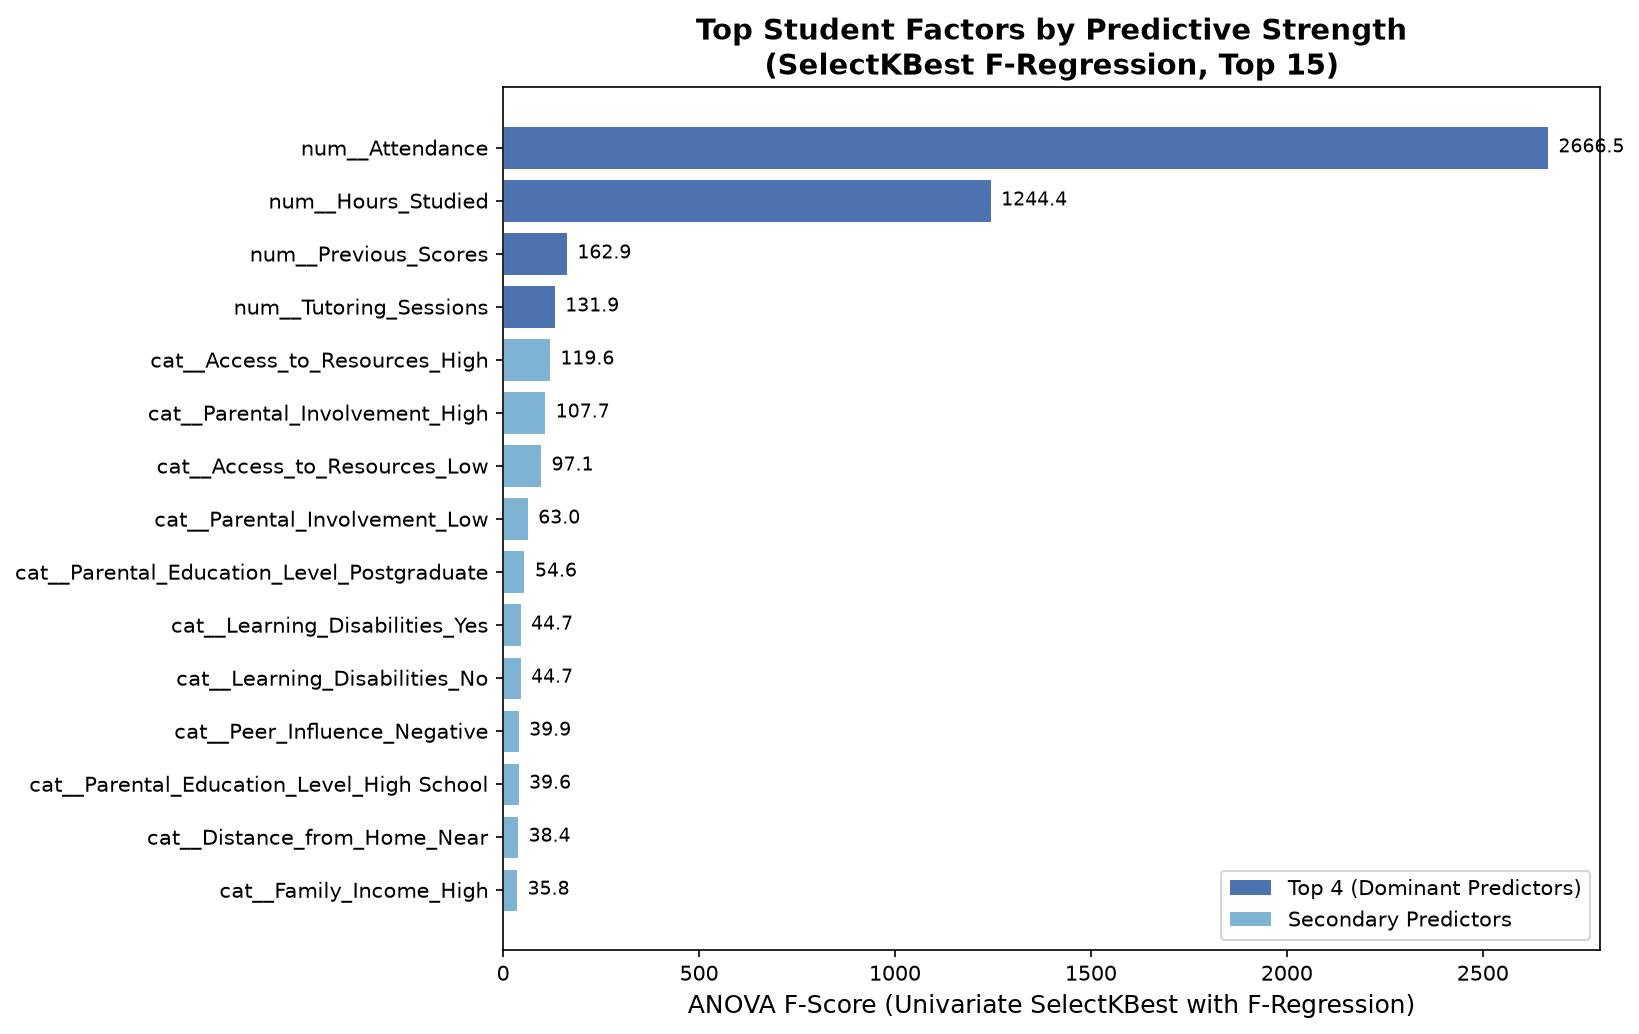 Top Student Factors by Predictive Strength
(SelectKBest F-Regression, Top 15)
num__Attendance 2666.5
num__Hours_Studied 1244.4
num__Previous_Scores 162.9
num__Tutoring_Sessions 131.9
cat__Access_to_Resources_High 119.6
cat__Parental_Involvement_High 107.7
cat__Access_to_Resources_Low 97.1
cat__Parental_Involvement_Low 63.0
cat__Parental_Education_Level_Postgraduate 54.6
cat__Learning_Disabilities_Yes 44.7
cat__Learning_Disabilities_No 44.7
cat__Peer_Influence_Negative 39.9
cat__Parental_Education_Level_High School 39.6
cat__Distance_from_Home_Near 38.4
cat__Family_Income_High 35.8
Top 4 (Dominant Predictors)
Secondary Predictors
0 500 1000 1500 2000 2500
ANOVA F-Score (Univariate SelectKBest with F-Regression)